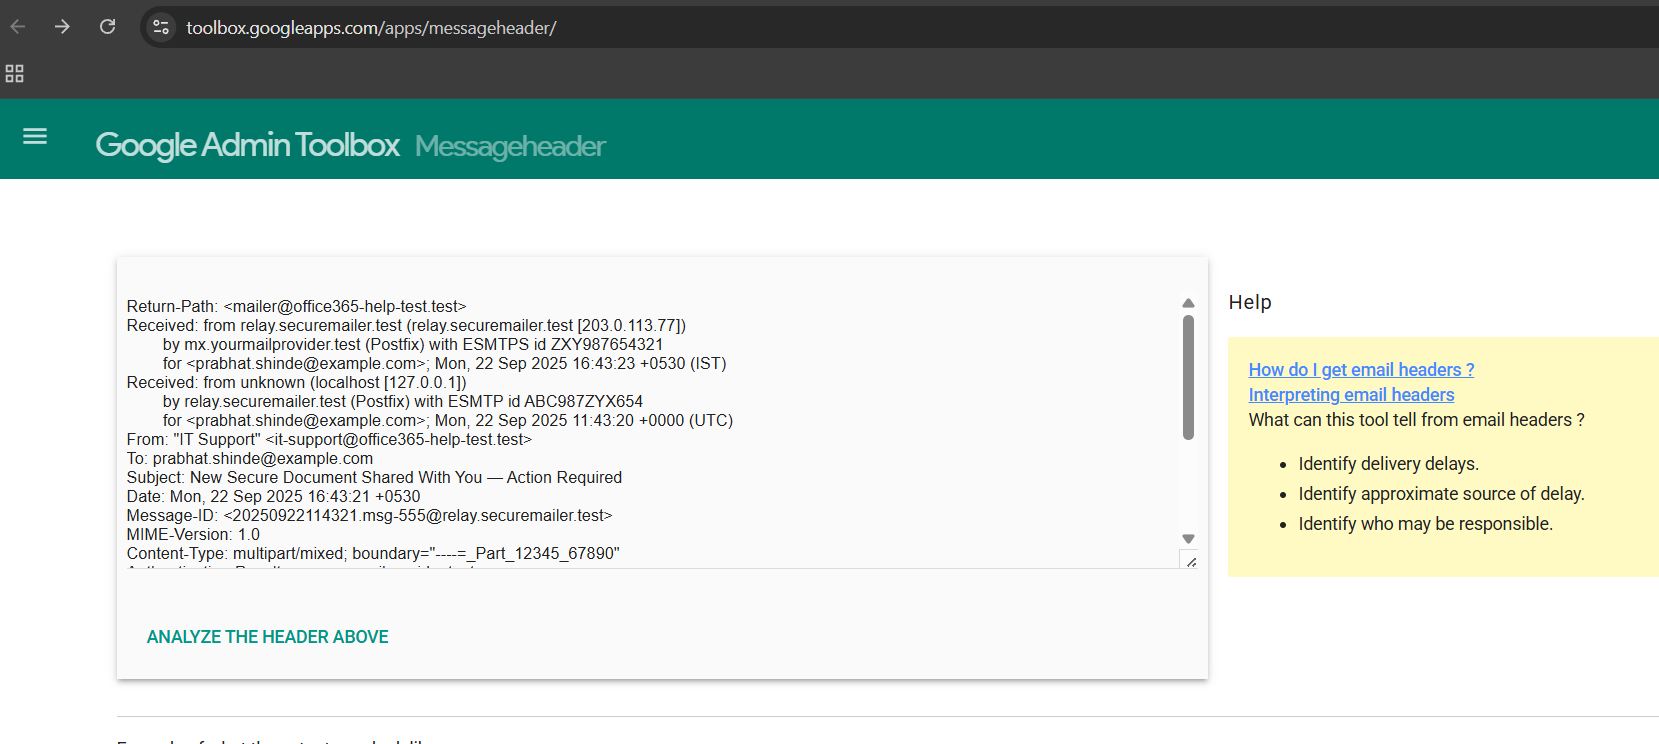 toolbox.googleapps.com/apps/messageheader/
Google Admin Toolbox Messageheader
Return-Path: <mailer@office365-help-test.test>
Received: from relay.securemailer.test (relay.securemailer.test [203.0.113.77])
by mx.yourmailprovider.test (Postfix) with ESMTPS id ZXY987654321
for <prabhat.shinde@example.com>; Mon, 22 Sep 2025 16:43:23 +0530 (IST)
Received: from unknown (localhost [127.0.0.1])
by relay.securemailer.test (Postfix) with ESMTP id ABC987ZYX654
for <prabhat.shinde@example.com>; Mon, 22 Sep 2025 11:43:20 +0000 (UTC)
From: "IT Support" <it-support@office365-help-test.test>
To: prabhat.shinde@example.com
Subject: New Secure Document Shared With You — Action Required
Date: Mon, 22 Sep 2025 16:43:21 +0530
Message-ID: <20250922114321.msg-555@relay.securemailer.test>
MIME-Version: 1.0
Content-Type: multipart/mixed; boundary="----=_Part_12345_67890"
ANALYZE THE HEADER ABOVE
Help
How do I get email headers ?
Interpreting email headers
What can this tool tell from email headers ?
Identify delivery delays.
Identify approximate source of delay.
Identify who may be responsible.